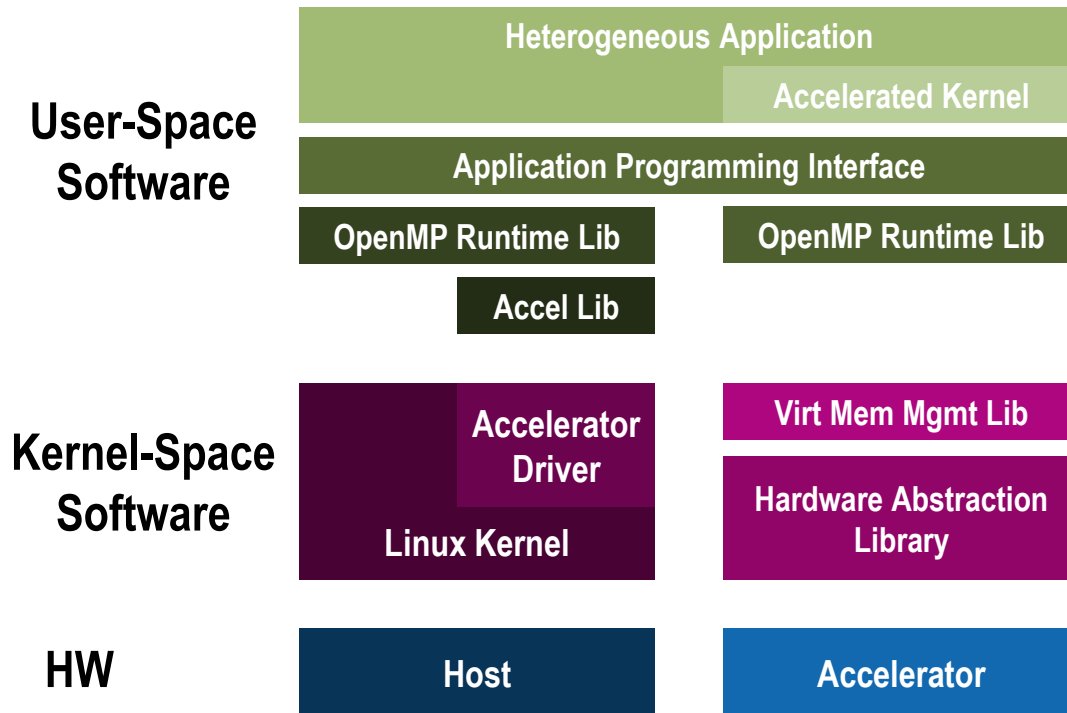 Heterogeneous Application
Accelerated Kernel
User-Space
Software
Application Programming Interface
OpenMP Runtime Lib
OpenMP Runtime Lib
Accel Lib
Kernel-Space
Software
Accelerator
Driver
Linux Kernel
Virt Mem Mgmt Lib
Hardware Abstraction
Library
HW
Host
Accelerator